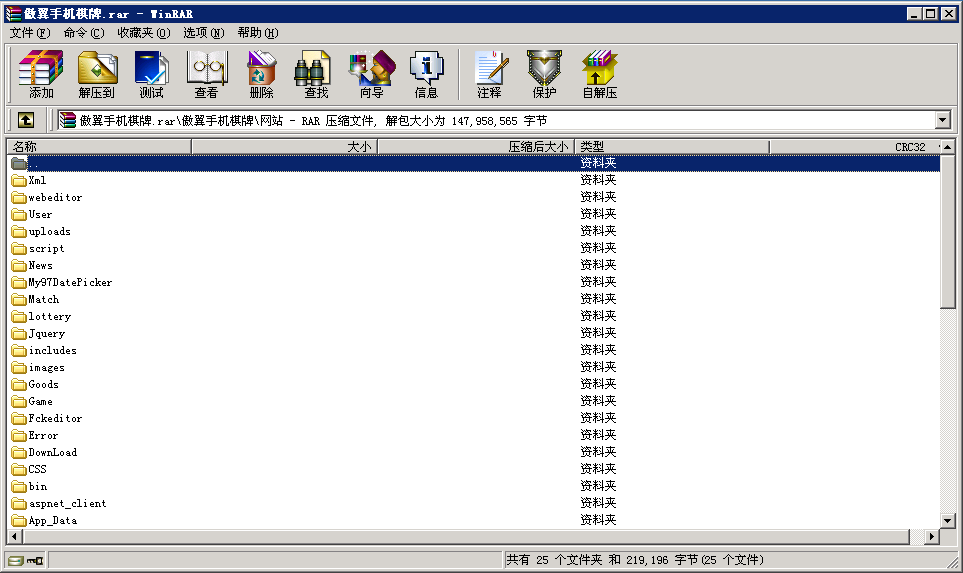 傲翼手机棋牌.rar - WinRAR
文件(F) 命令(C) 收藏夹(O) 选项(N) 帮助(H)
添加 解压到 测试 查看 删除 查找 向导 信息 注释 保护 自解压
傲翼手机棋牌.rar\傲翼手机棋牌\网站 - RAR 压缩文件, 解包大小为 147,958,565 字节
名称 大小 压缩后大小 类型 CRC32
.. 资料夹
Xml 资料夹
webeditor 资料夹
User 资料夹
uploads 资料夹
script 资料夹
News 资料夹
My97DatePicker 资料夹
Match 资料夹
lottery 资料夹
Jquery 资料夹
includes 资料夹
images 资料夹
Goods 资料夹
Game 资料夹
Fckeditor 资料夹
Error 资料夹
DownLoad 资料夹
CSS 资料夹
bin 资料夹
aspnet_client 资料夹
App_Data 资料夹
共有 25 个文件夹 和 219,196 字节(25 个文件)